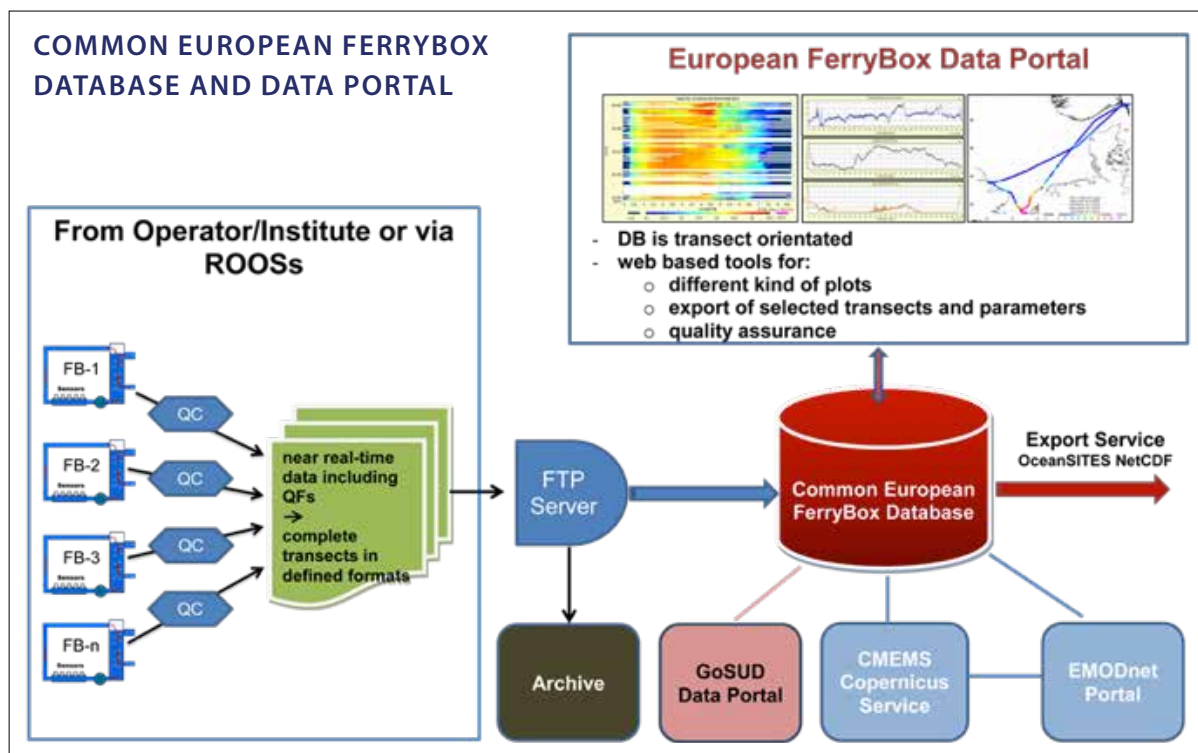 COMMON EUROPEAN FERRYBOX
DATABASE AND DATA PORTAL
European FerryBox Data Portal
- DB is transect orientated
- web based tools for:
o different kind of plots
o export of selected transects and parameters
o quality assurance
From Operator/Institute or via
ROOSs
FB-1
Sensors
QC
FB-2
Sensors
QC
FB-3
Sensors
QC
FB-n
Sensors
QC
near real-time
data including
QFs
→
complete
transects in
defined formats
FTP
Server
Archive
Common European
FerryBox Database
Export Service
OceanSITES NetCDF
GoSUD
Data Portal
CMEMS
Copernicus
Service
EMODnet
Portal